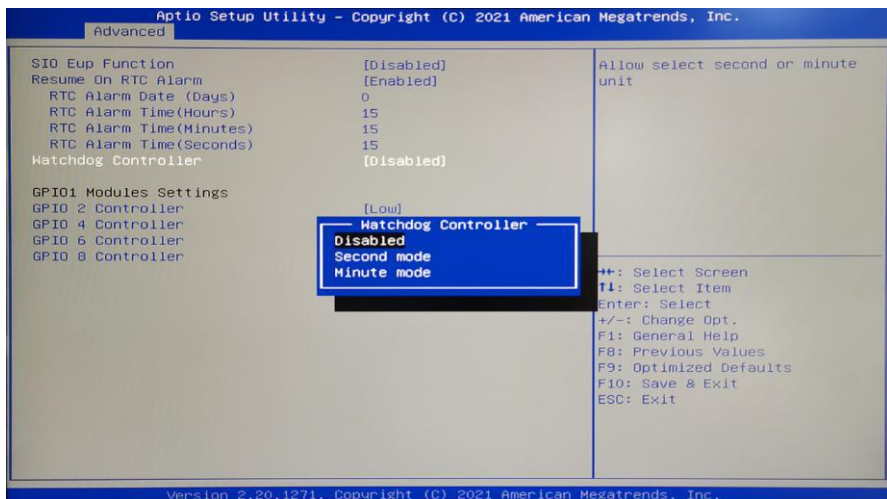 Aptio Setup Utility – Copyright (C) 2021 American Megatrends, Inc.
Advanced
SIO Eup Function [Disabled]
Resume On RTC Alarm [Enabled]
RTC Alarm Date (Days) 0
RTC Alarm Time(Hours) 15
RTC Alarm Time(Minutes) 15
RTC Alarm Time(Seconds) 15
Watchdog Controller [Disabled]
GPIO1 Modules Settings
GPIO 2 Controller [Low]
GPIO 4 Controller
GPIO 6 Controller
GPIO 8 Controller
Watchdog Controller
Disabled
Second mode
Minute mode
Allow select second or minute
unit
→←: Select Screen
↑↓: Select Item
Enter: Select
+/-: Change Opt.
F1: General Help
F8: Previous Values
F9: Optimized Defaults
F10: Save & Exit
ESC: Exit
Version 2.20.1271. Copyright (C) 2021 American Megatrends, Inc.